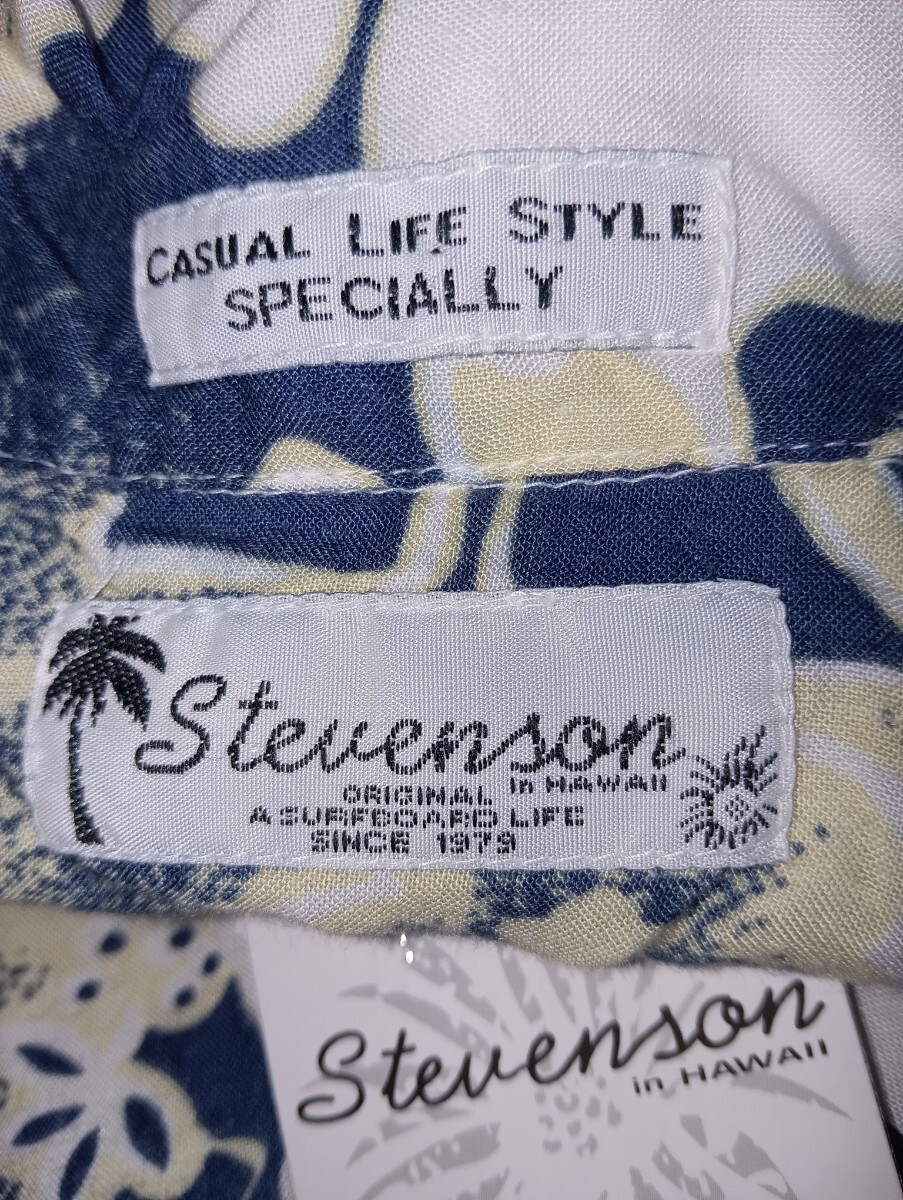 CASUAL LIFE STYLE
SPECIALLY
Stevenson
in HAWAII
ORIGINAL
A SURFBOARD LIFE
SINCE 1979
Stevenson
in HAWAII